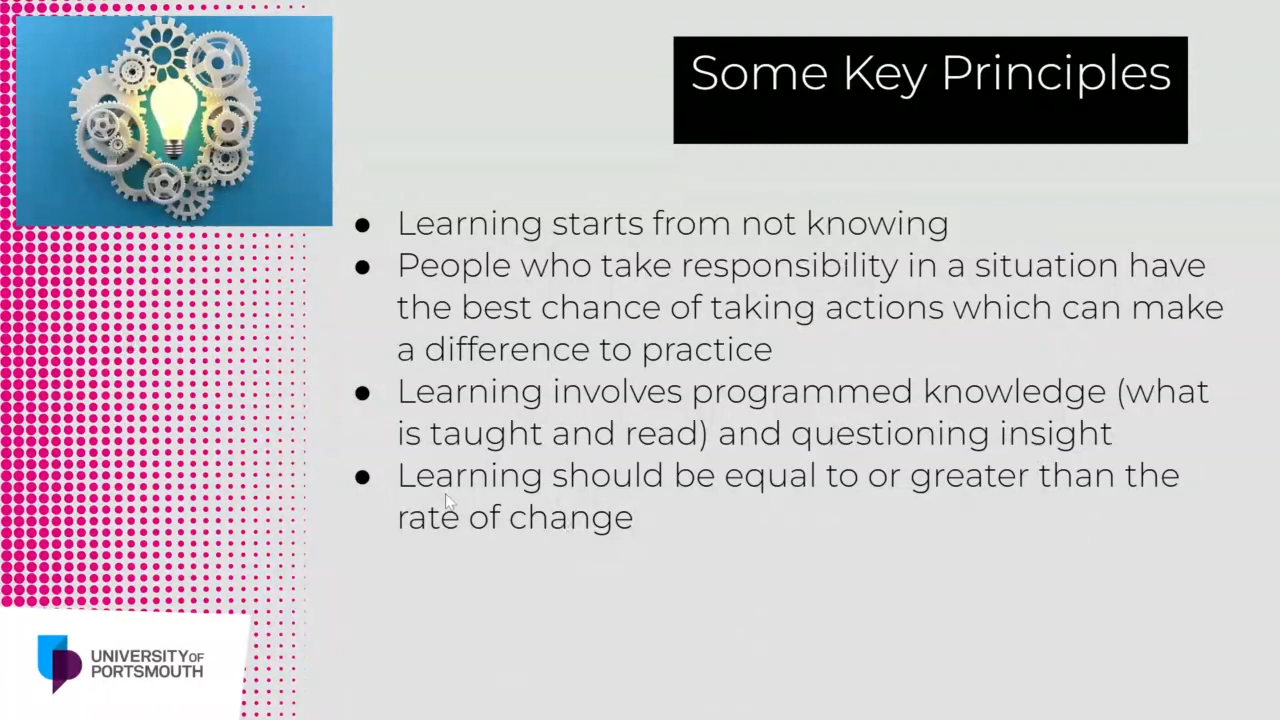 Some Key Principles
● Learning starts from not knowing
● People who take responsibility in a situation have
the best chance of taking actions which can make
a difference to practice
● Learning involves programmed knowledge (what
is taught and read) and questioning insight
● Learning should be equal to or greater than the
rate of change
UNIVERSITY OF
PORTSMOUTH